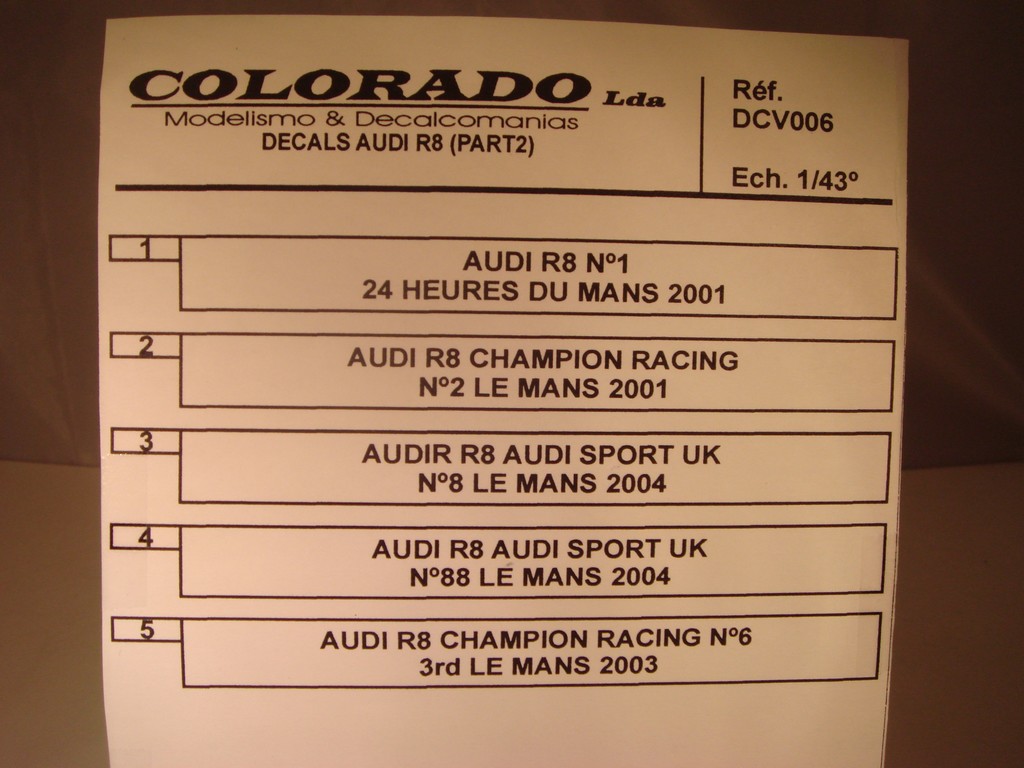 COLORADO Lda
Modelismo & Decalcomanias
DECALS AUDI R8 (PART2)
Réf.
DCV006
Ech. 1/43º
1
AUDI R8 Nº1
24 HEURES DU MANS 2001
2
AUDI R8 CHAMPION RACING
Nº2 LE MANS 2001
3
AUDIR R8 AUDI SPORT UK
Nº8 LE MANS 2004
4
AUDI R8 AUDI SPORT UK
Nº88 LE MANS 2004
5
AUDI R8 CHAMPION RACING Nº6
3rd LE MANS 2003